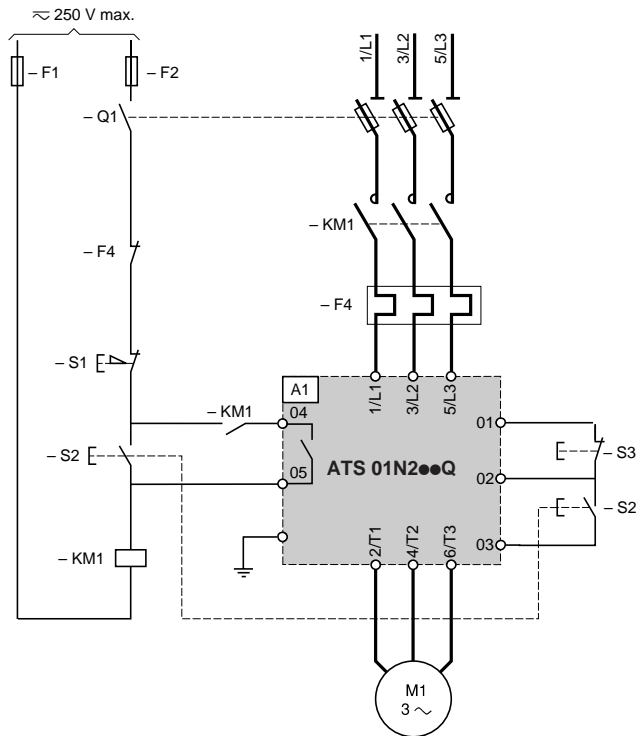 ≂ 250 V max.
– F1
– F2
– Q1
1/L1
3/L2
5/L3
– KM1
– F4
– F4
– S1
– KM1
A1
04
1/L1
3/L2
5/L3
01
– S3
– S2
05
ATS 01N2●●Q
02
– S2
– KM1
2/T1
4/T2
6/T3
03
M1
3 ~